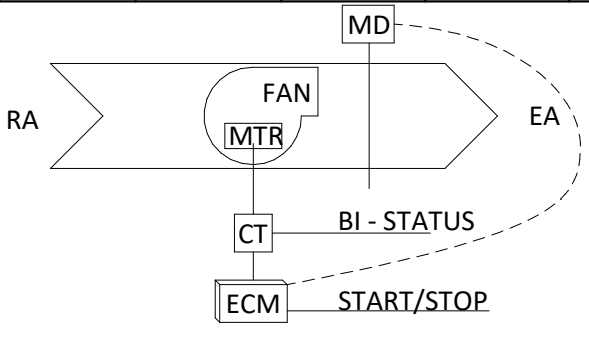 MD
FAN
RA
EA
MTR
BI - STATUS
CT
ECM
START/STOP